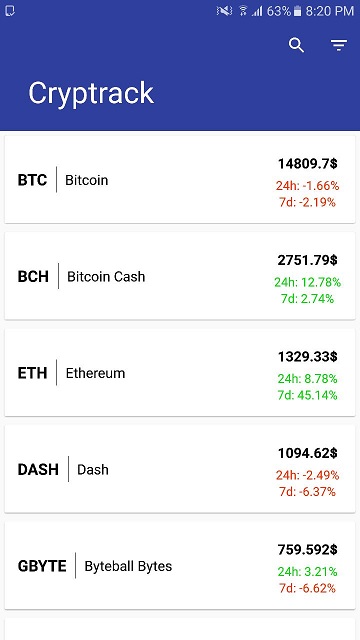 63% 8:20 PM
Cryptrack
BTC Bitcoin
14809.7$
24h: -1.66%
7d: -2.19%
BCH Bitcoin Cash
2751.79$
24h: 12.78%
7d: 2.74%
ETH Ethereum
1329.33$
24h: 8.78%
7d: 45.14%
DASH Dash
1094.62$
24h: -2.49%
7d: -6.37%
GBYTE Byteball Bytes
759.592$
24h: 3.21%
7d: -6.62%